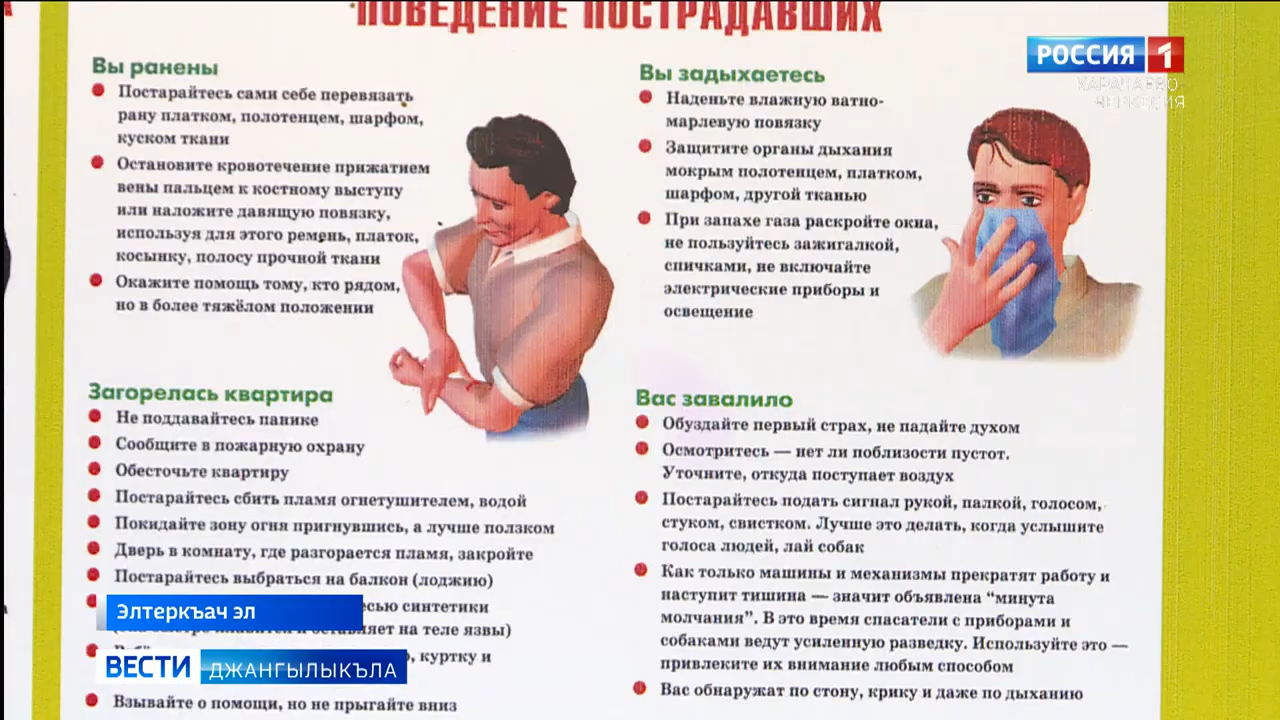 ПОВЕДЕНИЕ ПОСТРАДАВШИХ
РОССИЯ 1
КАРАЧАЕВО-
ЧЕРКЕСИЯ
Вы ранены
Постарайтесь сами себе перевязать
рану платком, полотенцем, шарфом,
куском ткани
Остановите кровотечение прижатием
вены пальцем к костному выступу
или наложите давящую повязку,
используя для этого ремень, платок,
косынку, полосу прочной ткани
Окажите помощь тому, кто рядом,
но в более тяжёлом положении
Вы задыхаетесь
Наденьте влажную ватно-
марлевую повязку
Защитите органы дыхания
мокрым полотенцем, платком,
шарфом, другой тканью
При запахе газа раскройте окна,
не пользуйтесь зажигалкой,
спичками, не включайте
электрические приборы и
освещение
Загорелась квартира
Не поддавайтесь панике
Сообщите в пожарную охрану
Обесточьте квартиру
Постарайтесь сбить пламя огнетушителем, водой
Покидайте зону огня пригнувшись, а лучше ползком
Дверь в комнату, где разгорается пламя, закройте
Постарайтесь выбраться на балкон (лоджию)
синтетики
на теле язвы)
куртку и
Взывайте о помощи, но не прыгайте вниз
Вас завалило
Обуздайте первый страх, не падайте духом
Осмотритесь — нет ли поблизости пустот.
Уточните, откуда поступает воздух
Постарайтесь подать сигнал рукой, палкой, голосом,
стуком, свистком. Лучше это делать, когда услышите
голоса людей, лай собак
Как только машины и механизмы прекратят работу и
наступит тишина — значит объявлена “минута
молчания”. В это время спасатели с приборами и
собаками ведут усиленную разведку. Используйте это —
привлеките их внимание любым способом
Вас обнаружат по стону, крику и даже по дыханию
Элтеркъач эл
ВЕСТИ ДЖАНГЫЛЫКЪЛА